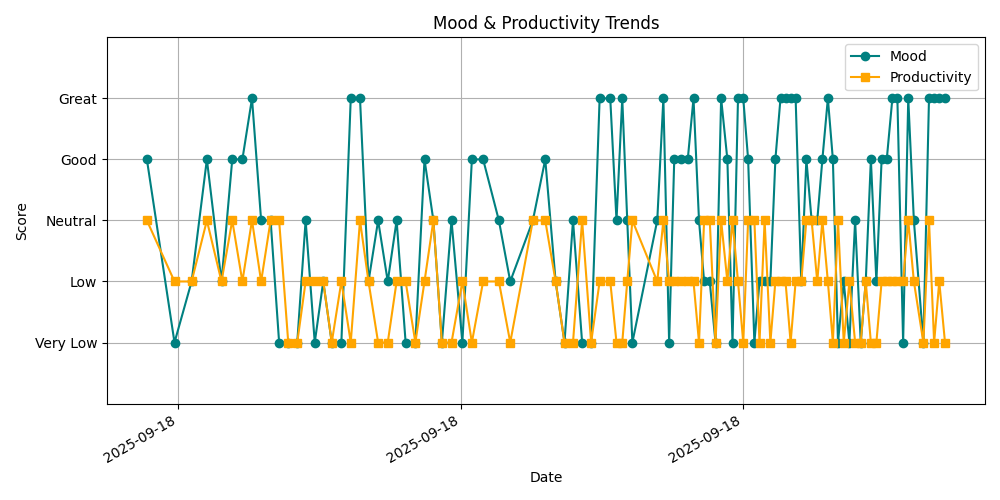 Mood & Productivity Trends
Mood
Productivity
Great
Good
Neutral
Low
Very Low
Score
2025-09-18
2025-09-18
2025-09-18
Date